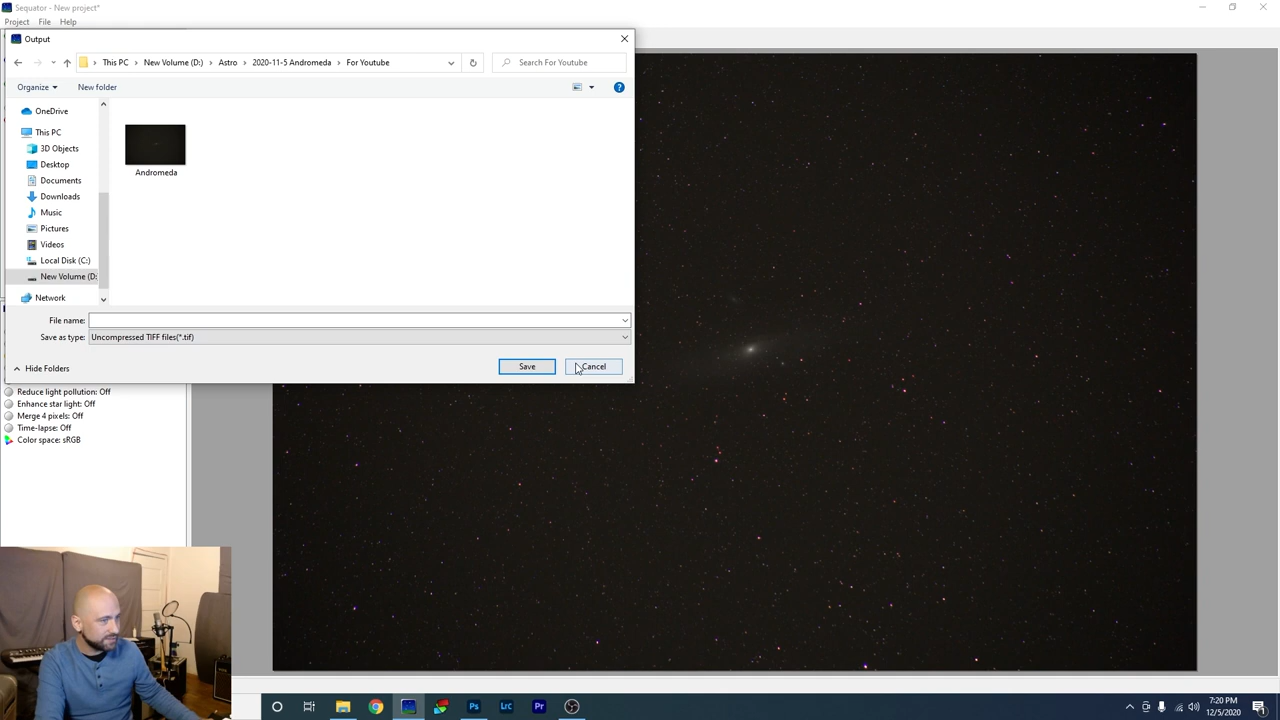 Sequator - New project*
Project File Help
Output
This PC > New Volume (D:) > Astro > 2020-11-5 Andromeda > For Youtube
Search For Youtube
Organize
New folder
OneDrive
This PC
3D Objects
Desktop
Documents
Downloads
Music
Pictures
Videos
Local Disk (C:)
New Volume (D:
Network
Andromeda
File name:
Save as type: Uncompressed TIFF files(*.tif)
Hide Folders
Save
Cancel
Reduce light pollution: Off
Enhance star light: Off
Merge 4 pixels: Off
Time-lapse: Off
Color space: sRGB
Ps
LrC
Pr
7:20 PM
12/5/2020
1